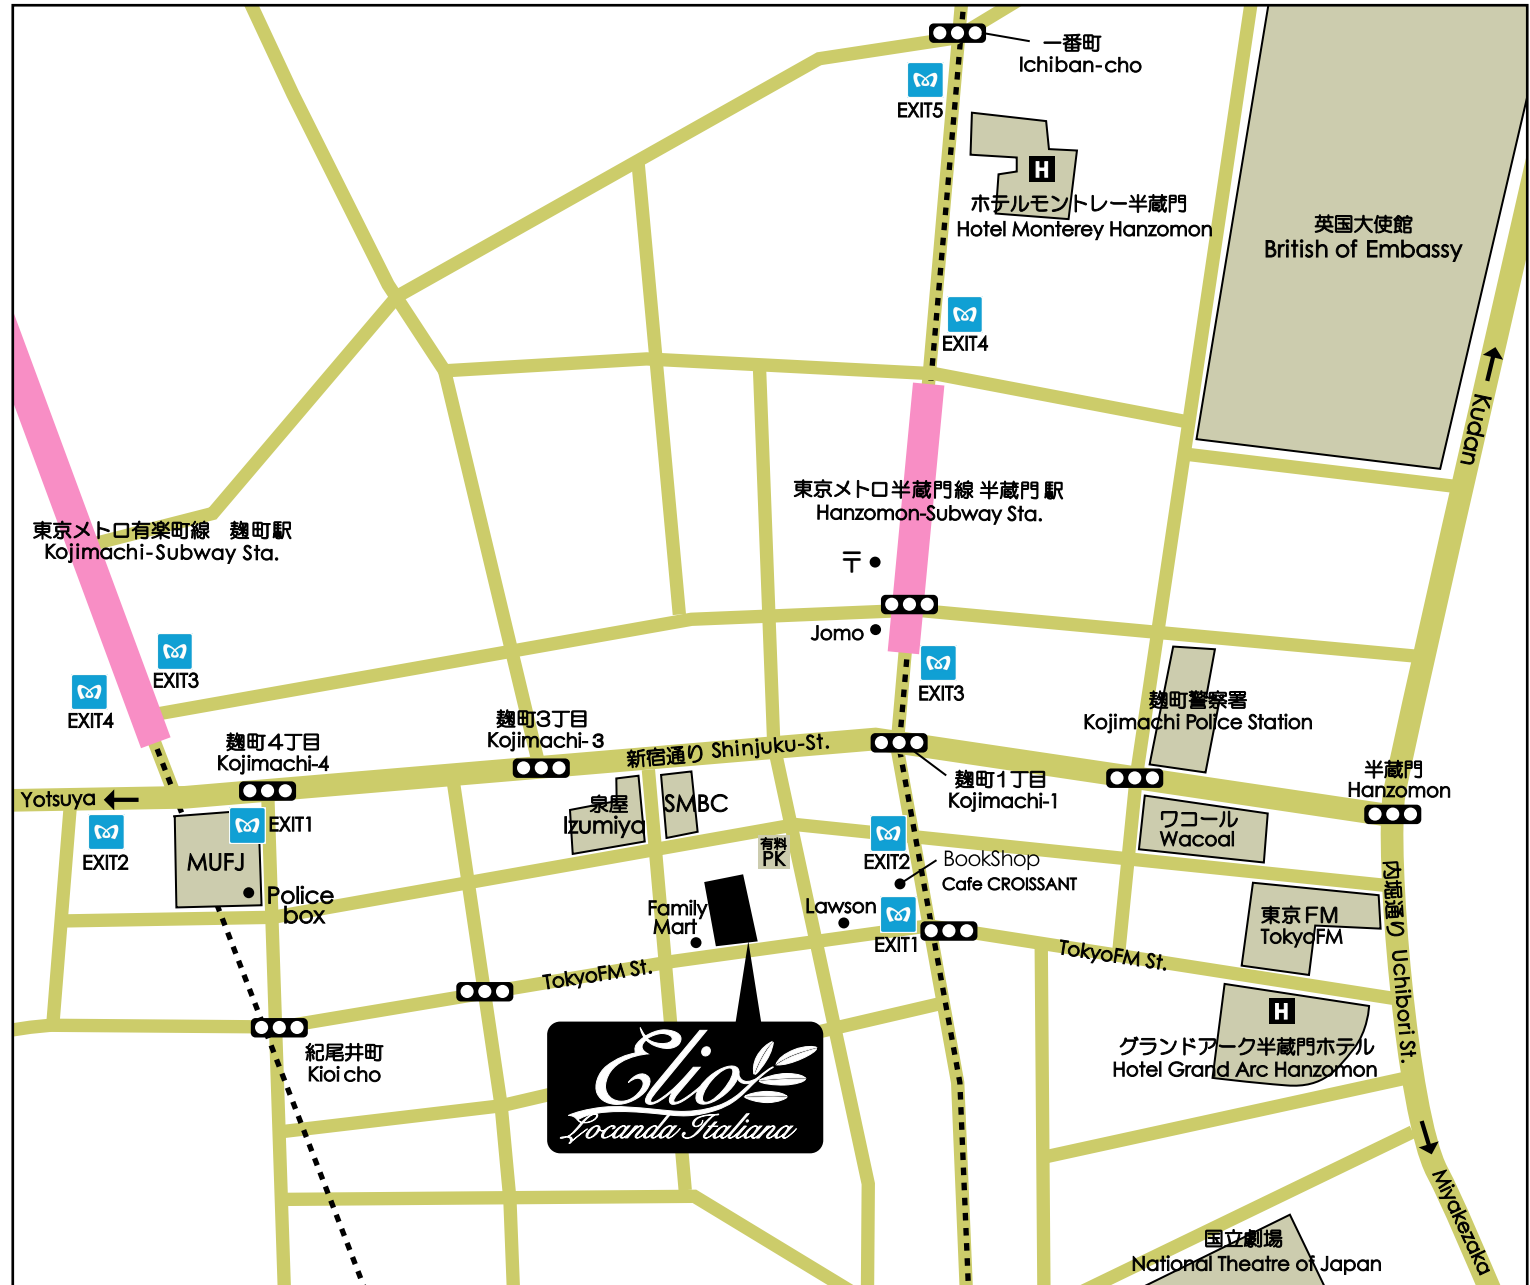 一番町
Ichiban-cho
EXIT5
H
ホテルモントレー半蔵門
Hotel Monterey Hanzomon
英国大使館
British of Embassy
EXIT4
Kudan
東京メトロ半蔵門線 半蔵門駅
Hanzomon-Subway Sta.
東京メトロ有楽町線 麹町駅
Kojimachi-Subway Sta.
〒
Jomo
EXIT3
EXIT3
EXIT4
麹町警察署
Kojimachi Police Station
麹町3丁目
Kojimachi-3
麹町4丁目
Kojimachi-4
新宿通り Shinjuku-St.
麹町1丁目
Kojimachi-1
半蔵門
Hanzomon
Yotsuya
泉屋
Izumiya
SMBC
ワコール
Wacoal
EXIT1
EXIT2
MUFJ
有料
PK
EXIT2
BookShop
Cafe CROISSANT
Police
box
Family
Mart
Lawson
EXIT1
東京FM
TokyoFM
内堀通り Uchibori St.
TokyoFM St.
TokyoFM St.
H
グランドアーク半蔵門ホテル
Hotel Grand Arc Hanzomon
紀尾井町
Kioi cho
Elio
Locanda Italiana
Miyakezaka
国立劇場
National Theatre of Japan